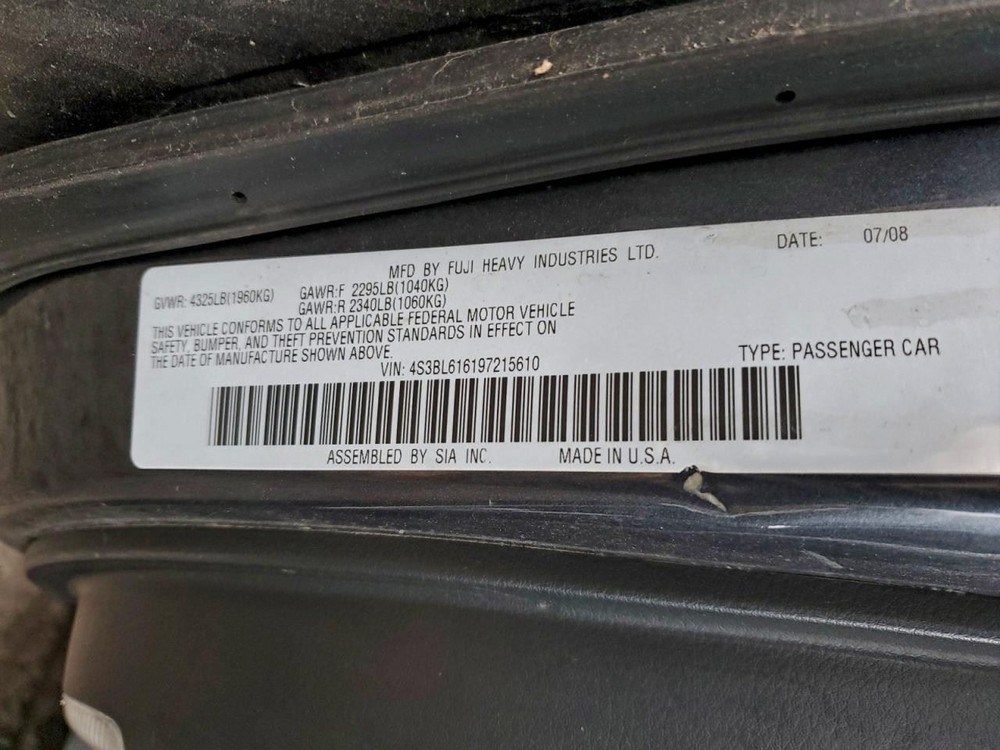 MFD BY FUJI HEAVY INDUSTRIES LTD. DATE: 07/08
GVWR: 4325LB(1960KG) GAWR:F 2295LB(1040KG)
GAWR:R 2340LB(1060KG)
THIS VEHICLE CONFORMS TO ALL APPLICABLE FEDERAL MOTOR VEHICLE
SAFETY, BUMPER, AND THEFT PREVENTION STANDARDS IN EFFECT ON
THE DATE OF MANUFACTURE SHOWN ABOVE.
VIN: 4S3BL616197215610 TYPE: PASSENGER CAR
ASSEMBLED BY SIA INC. MADE IN U.S.A.